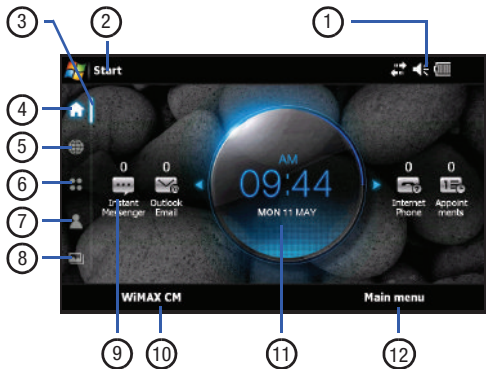 3 2 1
Start
4
5
6
7
8
0 0 0 0
Instant Messenger
Outlook Email
AM
09:44
MON 11 MAY
Internet Phone
Appoint ments
WiMAX CM Main menu
9 10 11 12